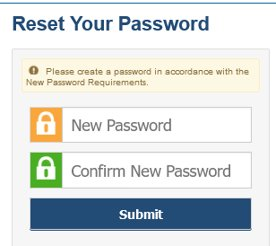 Reset Your Password
Please create a password in accordance with the
New Password Requirements.
New Password
Confirm New Password
Submit